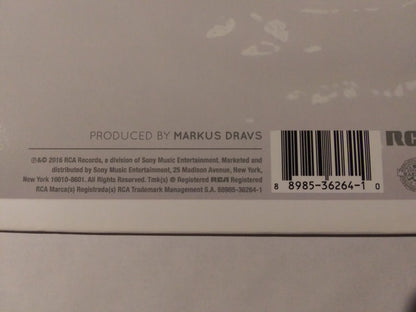 PRODUCED BY MARKUS DRAVS
℗&© 2016 RCA Records, a division of Sony Music Entertainment. Marketed and
distributed by Sony Music Entertainment, 25 Madison Avenue, New York,
New York 10010-8601. All Rights Reserved. Tmk(s) ® Registered RCA Registered
RCA Marca(s) Registrada(s) RCA Trademark Management S.A. 88985-36264-1
8 8985-36264-1 0
RC